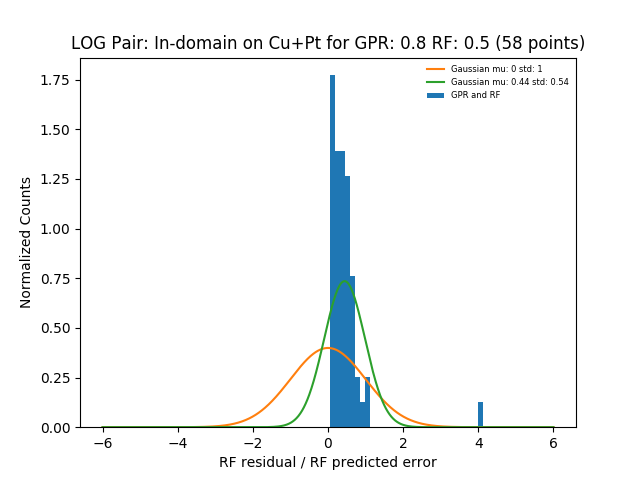 LOG Pair: In-domain on Cu+Pt for GPR: 0.8 RF: 0.5 (58 points)
Gaussian mu: 0 std: 1
Gaussian mu: 0.44 std: 0.54
GPR and RF
Normalized Counts
1.75
1.50
1.25
1.00
0.75
0.50
0.25
0.00
−6
−4
−2
0
2
4
6
RF residual / RF predicted error